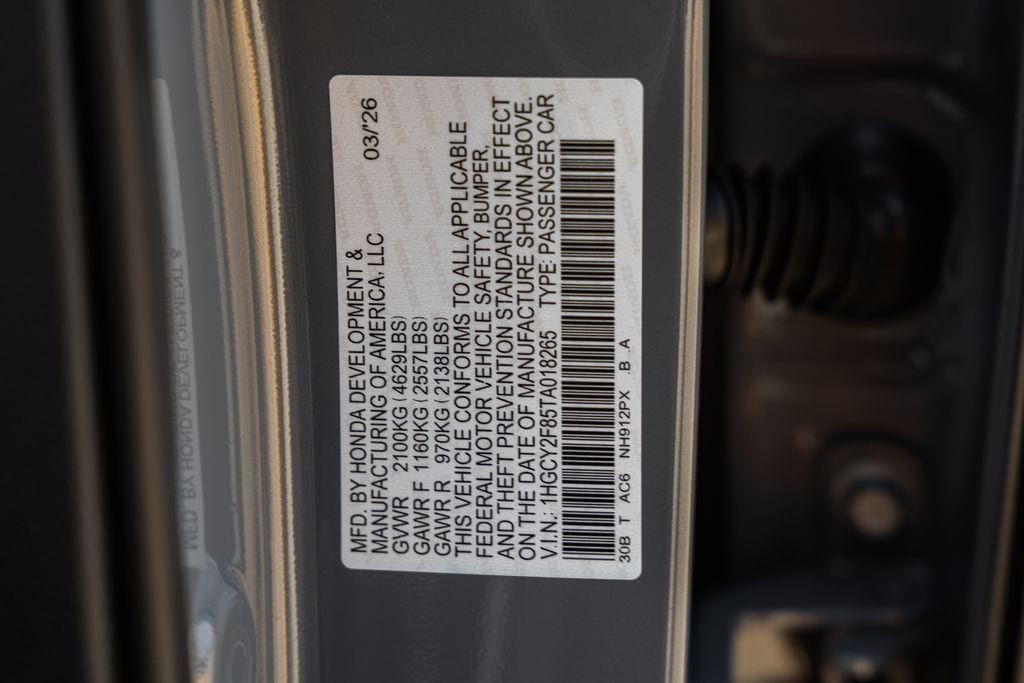 MFD. BY HONDA DEVELOPMENT &
MANUFACTURING OF AMERICA, LLC 03/'26
GVWR 2100KG (4629LBS)
GAWR F 1160KG (2557LBS)
GAWR R 970KG (2138LBS)
THIS VEHICLE CONFORMS TO ALL APPLICABLE
FEDERAL MOTOR VEHICLE SAFETY, BUMPER,
AND THEFT PREVENTION STANDARDS IN EFFECT
ON THE DATE OF MANUFACTURE SHOWN ABOVE.
V.I.N.: 1HGCY2F85TA018265 TYPE: PASSENGER CAR
30B T AC6 NH912PX .B .A